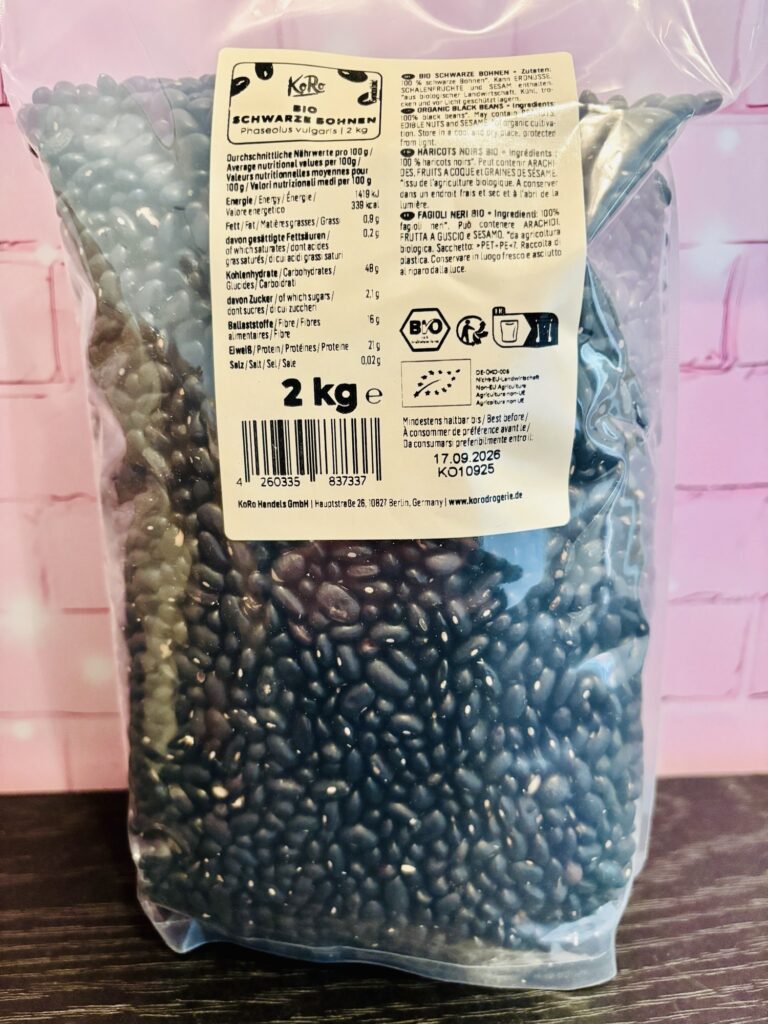 KoRo
BIO
SCHWARZE BOHNEN
Phaseolus vulgaris | 2 kg
Durchschnittliche Nährwerte pro 100 g /
Average nutritional values per 100g /
Valeurs nutritionnelles moyennes pour
100 g / Valori nutrizionali medi per 100 g
Energie / Energy / Énergie / 1419 kJ
Valore energetico 339 kcal
Fett / Fat / Matières grasses / Grassi 0,8 g
davon gesättigte Fettsäuren / 0,2 g
of which saturates / dont acides
gras saturés / di cui acidi grassi saturi
Kohlenhydrate / Carbohydrates / 48 g
Glucides / Carboidrati
davon Zucker / of which sugars / 2,1 g
dont sucres / di cui zuccheri
Ballaststoffe / Fibre / Fibres 16 g
alimentaires / Fibre
Eiweiß / Protein / Protéines / Proteine 21 g
Salz / Salt / Sel / Sale 0,02 g
2 kg e
4 260335 837337
KoRo Handels GmbH | Hauptstraße 26, 10827 Berlin, Germany | www.korodrogerie.de
BIO SCHWARZE BOHNEN - Zutaten:
100 % schwarze Bohnen*. Kann ERDNÜSSE,
SCHALENFRÜCHTE und SESAM enthalten.
*aus biologischer Landwirtschaft. Kühl, tro-
cken und vor Licht geschützt lagern.
ORGANIC BLACK BEANS - Ingredients:
100% black beans*. May contain
EDIBLE NUTS and SESAME. organic cultiva-
tion. Store in a cool and dry place, protected
from light.
HARICOTS NOIRS BIO - Ingrédients :
100 % haricots noirs*. Peut contenir ARACHI-
DES, FRUITS A COQUE et GRAINES DE SÉSAME.
*issu de l'agriculture biologique. À conserver
dans un endroit frais et sec et à l'abri de la
lumière.
FAGIOLI NERI BIO - Ingredienti: 100%
fagioli neri*. Può contenere ARACHIDI,
FRUTTA A GUSCIO e SESAMO. *da agricoltura
biologica. Sacchetto: >PET+PE<7. Raccolta di
plastica. Conservare in luogo fresco e asciutto
al riparo dalla luce.
BIO
DE-ÖKO-006
Nicht-EU-Landwirtschaft
Non-EU Agriculture
Agriculture non-UE
Agricoltura non UE
Mindestens haltbar bis / Best before /
À consommer de préférence avant le /
Da consumarsi preferibilmente entro il:
17.09.2026
KO10925